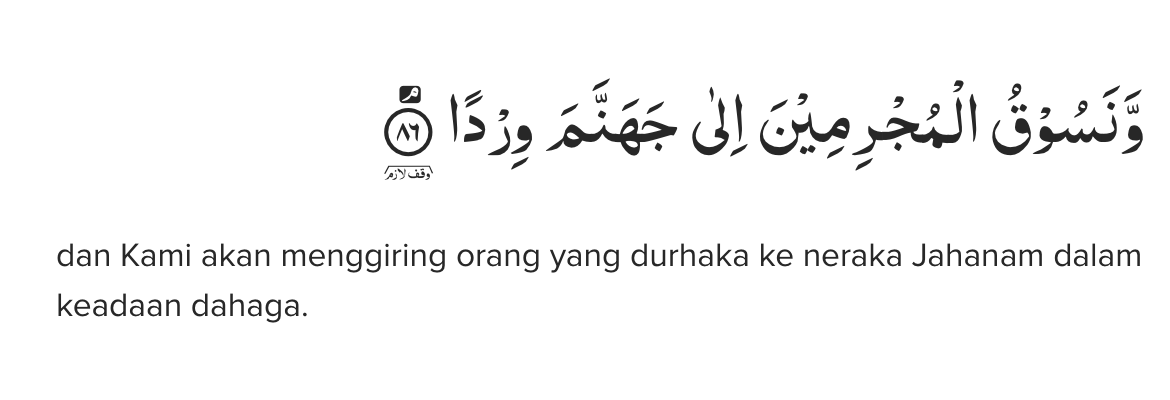 وَّنَسُوْقُ الْمُجْرِمِيْنَ اِلٰى جَهَنَّمَ وِرْدًا ۘ ٨٦
وقف لازم
dan Kami akan menggiring orang yang durhaka ke neraka Jahanam dalam
keadaan dahaga.